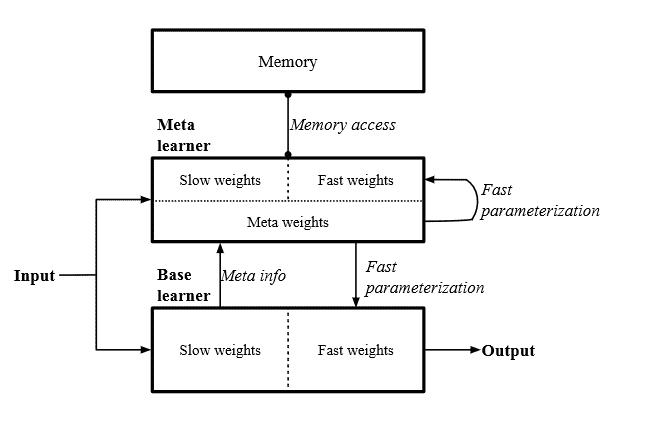 Memory
Memory access
Meta
learner
Slow weights
Fast weights
Fast
parameterization
Meta weights
Input
Meta info
Base
learner
Fast
parameterization
Slow weights
Fast weights
Output